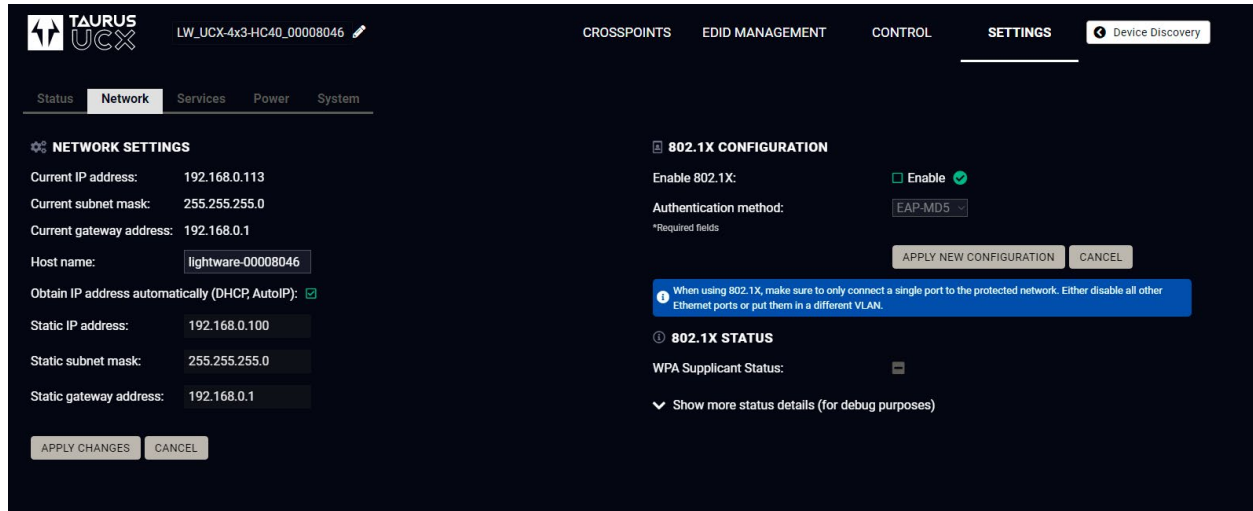 TAURUS
UCX
LW_UCX-4x3-HC40_00008046
CROSSPOINTS EDID MANAGEMENT CONTROL SETTINGS Device Discovery
Status Network Services Power System
NETWORK SETTINGS
Current IP address: 192.168.0.113
Current subnet mask: 255.255.255.0
Current gateway address: 192.168.0.1
Host name: lightware-00008046
Obtain IP address automatically (DHCP, AutoIP):
Static IP address: 192.168.0.100
Static subnet mask: 255.255.255.0
Static gateway address: 192.168.0.1
APPLY CHANGES CANCEL
802.1X CONFIGURATION
Enable 802.1X: Enable
Authentication method: EAP-MD5
*Required fields
APPLY NEW CONFIGURATION CANCEL
When using 802.1X, make sure to only connect a single port to the protected network. Either disable all other
Ethernet ports or put them in a different VLAN.
802.1X STATUS
WPA Supplicant Status:
Show more status details (for debug purposes)